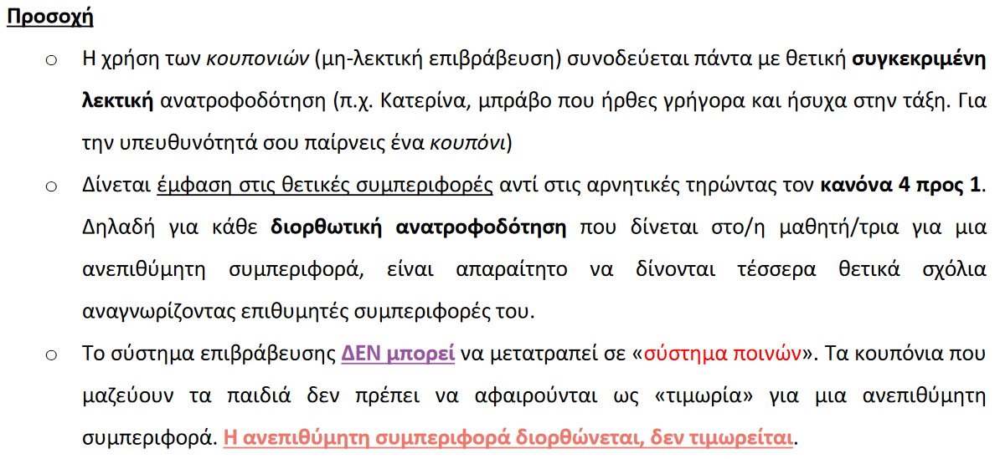 Προσοχή
o Η χρήση των κουπονιών (μη-λεκτική επιβράβευση) συνοδεύεται πάντα με θετική συγκεκριμένη
λεκτική ανατροφοδότηση (π.χ. Κατερίνα, μπράβο που ήρθες γρήγορα και ήσυχα στην τάξη. Για
την υπευθυνότητά σου παίρνεις ένα κουπόνι)
o Δίνεται έμφαση στις θετικές συμπεριφορές αντί στις αρνητικές τηρώντας τον κανόνα 4 προς 1.
Δηλαδή για κάθε διορθωτική ανατροφοδότηση που δίνεται στο/η μαθητή/τρια για μια
ανεπιθύμητη συμπεριφορά, είναι απαραίτητο να δίνονται τέσσερα θετικά σχόλια
αναγνωρίζοντας επιθυμητές συμπεριφορές του.
o Το σύστημα επιβράβευσης ΔΕΝ μπορεί να μετατραπεί σε «σύστημα ποινών». Τα κουπόνια που
μαζεύουν τα παιδιά δεν πρέπει να αφαιρούνται ως «τιμωρία» για μια ανεπιθύμητη
συμπεριφορά. Η ανεπιθύμητη συμπεριφορά διορθώνεται, δεν τιμωρείται.